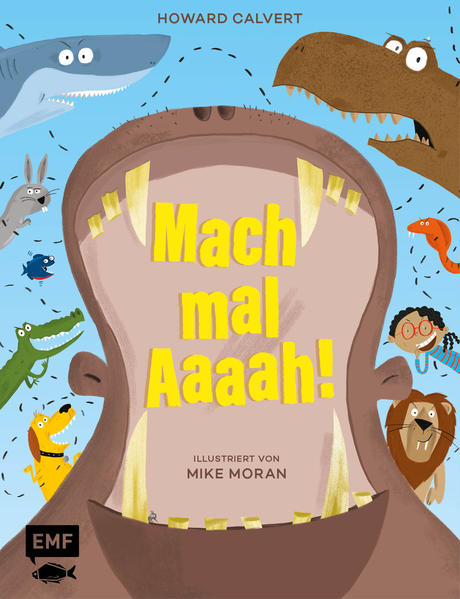 HOWARD CALVERT
Mach
mal
Aaaah!
ILLUSTRIERT VON
MIKE MORAN
EMF